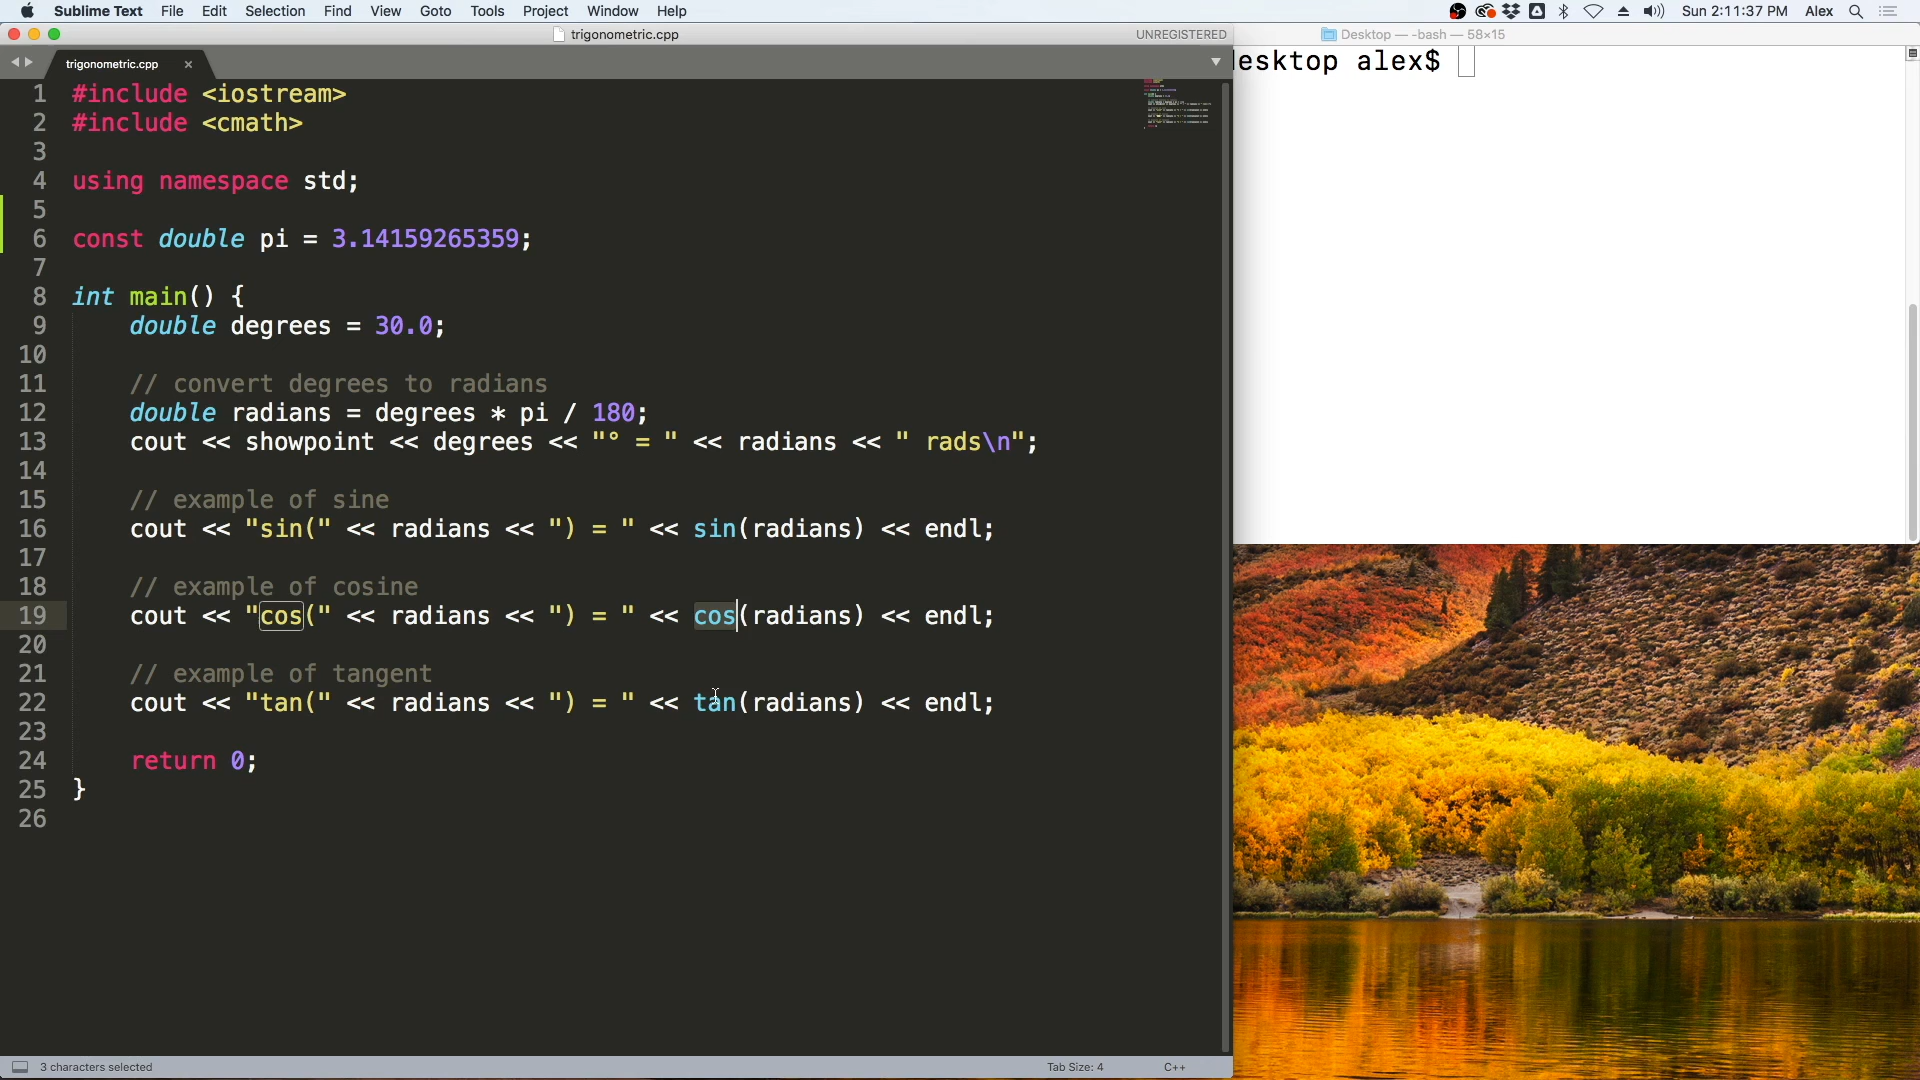 Sublime Text File Edit Selection Find View Goto Tools Project Window Help Sun 2:11:37 PM Alex
trigonometric.cpp UNREGISTERED
Desktop — -bash — 58×15
trigonometric.cpp ×
esktop alex$
1 #include <iostream>
2 #include <cmath>
3
4 using namespace std;
5
6 const double pi = 3.14159265359;
7
8 int main() {
9 double degrees = 30.0;
10
11 // convert degrees to radians
12 double radians = degrees * pi / 180;
13 cout << showpoint << degrees << "° = " << radians << " rads\n";
14
15 // example of sine
16 cout << "sin(" << radians << ") = " << sin(radians) << endl;
17
18 // example of cosine
19 cout << "cos(" << radians << ") = " << cos(radians) << endl;
20
21 // example of tangent
22 cout << "tan(" << radians << ") = " << tan(radians) << endl;
23
24 return 0;
25 }
26
3 characters selected Tab Size: 4 C++